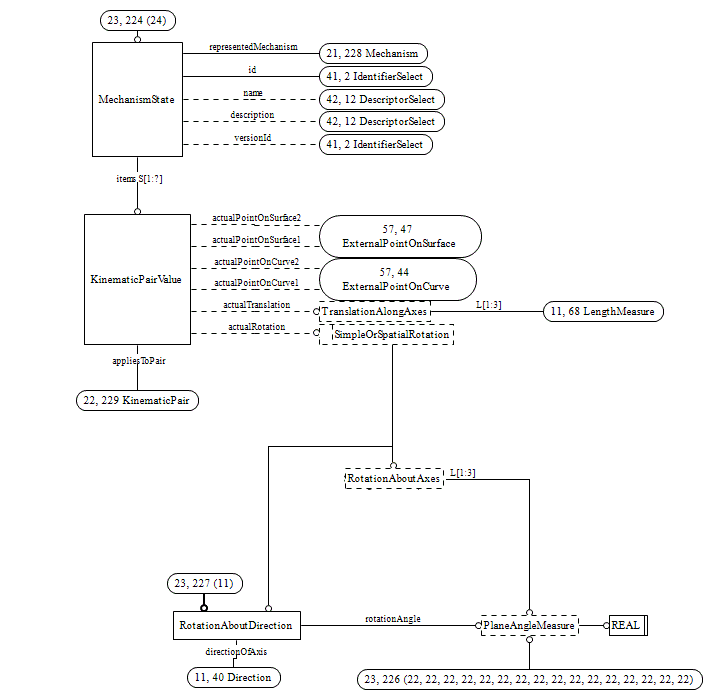 23, 224 (24)
representedMechanism
21, 228 Mechanism
id
41, 2 IdentifierSelect
MechanismState
name
42, 12 DescriptorSelect
description
42, 12 DescriptorSelect
versionId
41, 2 IdentifierSelect
items S[1:?]
actualPointOnSurface2
57, 47
ExternalPointOnSurface
actualPointOnSurface1
actualPointOnCurve2
57, 44
ExternalPointOnCurve
KinematicPairValue
actualPointOnCurve1
actualTranslation
TranslationAlongAxes
L[1:3]
11, 68 LengthMeasure
actualRotation
SimpleOrSpatialRotation
appliesToPair
22, 229 KinematicPair
RotationAboutAxes
L[1:3]
23, 227 (11)
RotationAboutDirection
rotationAngle
PlaneAngleMeasure
REAL
directionOfAxis
11, 40 Direction
23, 226 (22, 22, 22, 22, 22, 22, 22, 22, 22, 22, 22, 22, 22, 22, 22, 22)